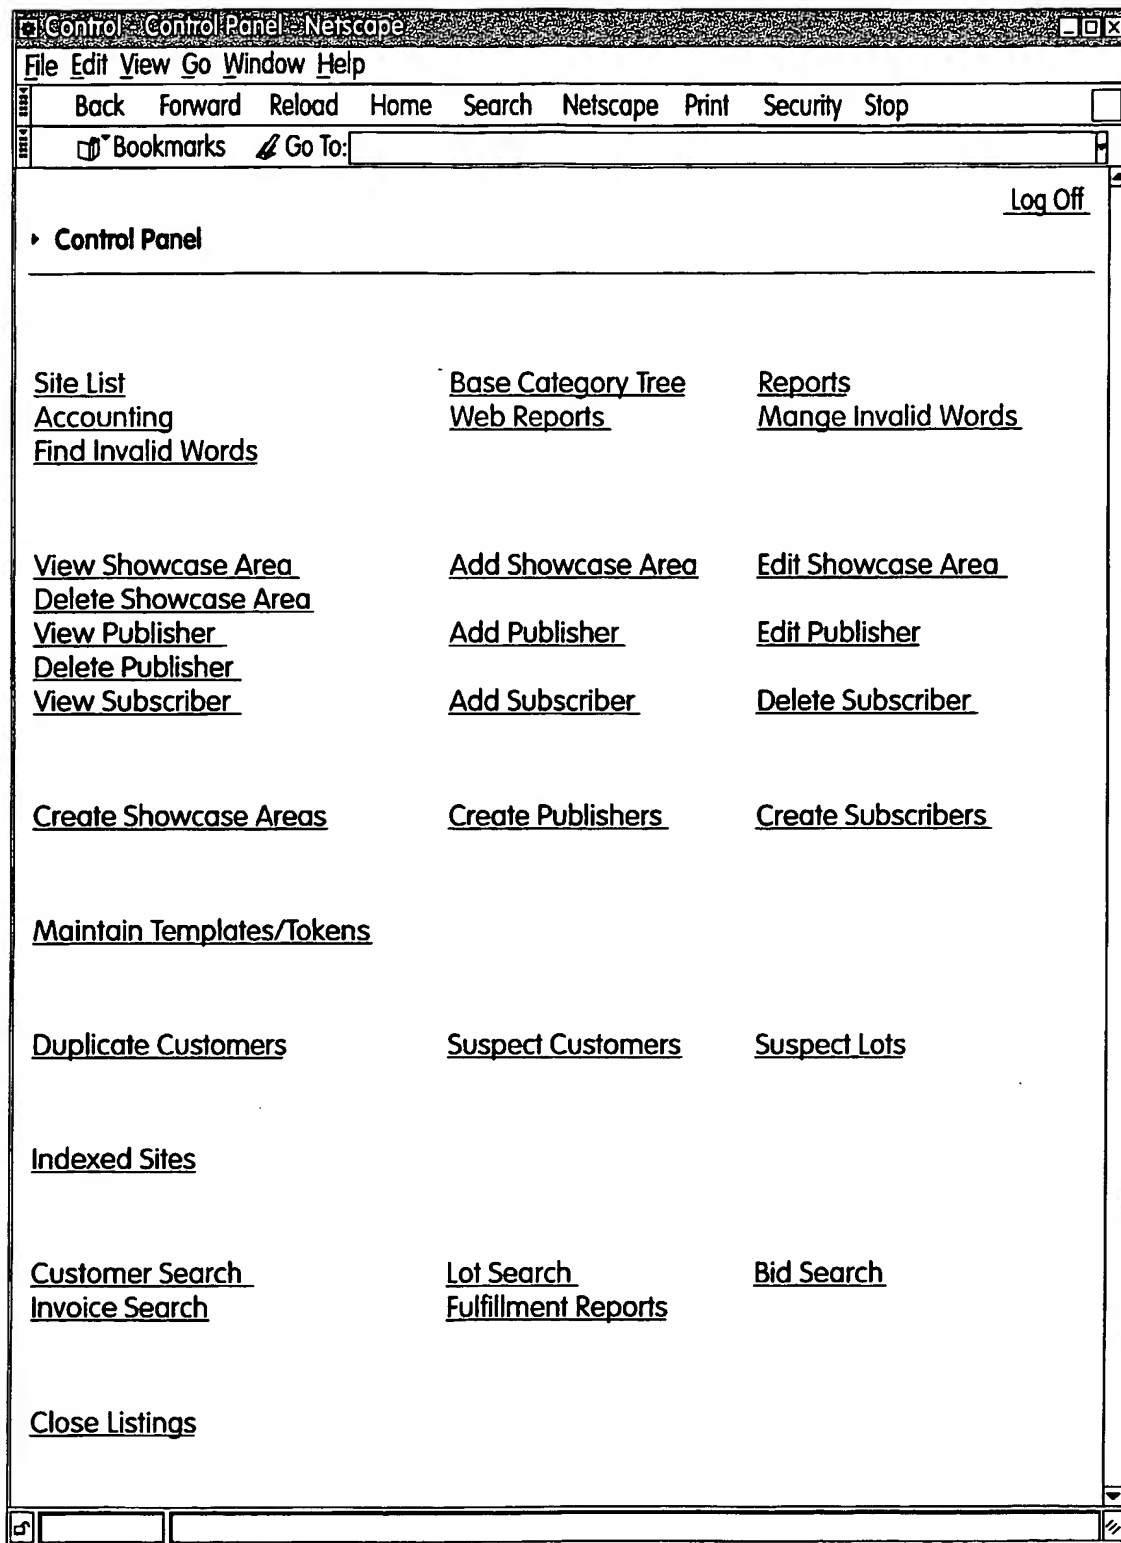 Control - Control Panel - Netscape
File Edit View Go Window Help
Back Forward Reload Home Search Netscape Print Security Stop
Bookmarks Go To:
Log Off
Control Panel
Site List Base Category Tree Reports
Accounting Web Reports Mange Invalid Words
Find Invalid Words
View Showcase Area Add Showcase Area Edit Showcase Area
Delete Showcase Area
View Publisher Add Publisher Edit Publisher
Delete Publisher
View Subscriber Add Subscriber Delete Subscriber
Create Showcase Areas Create Publishers Create Subscribers
Maintain Templates/Tokens
Duplicate Customers Suspect Customers Suspect Lots
Indexed Sites
Customer Search Lot Search Bid Search
Invoice Search Fulfillment Reports
Close Listings